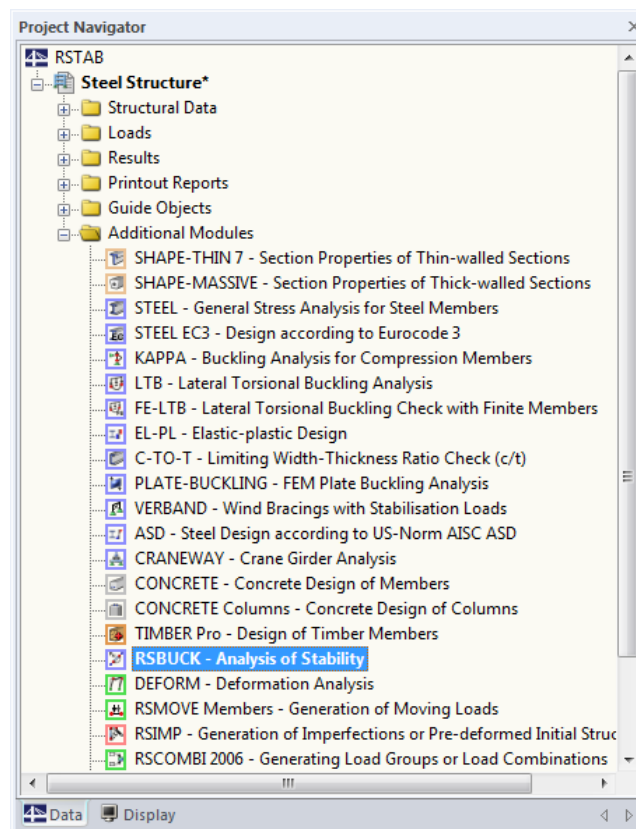 Project Navigator
RSTAB
Steel Structure*
Structural Data
Loads
Results
Printout Reports
Guide Objects
Additional Modules
SHAPE-THIN 7 - Section Properties of Thin-walled Sections
SHAPE-MASSIVE - Section Properties of Thick-walled Sections
STEEL - General Stress Analysis for Steel Members
STEEL EC3 - Design according to Eurocode 3
KAPPA - Buckling Analysis for Compression Members
LTB - Lateral Torsional Buckling Analysis
FE-LTB - Lateral Torsional Buckling Check with Finite Members
EL-PL - Elastic-plastic Design
C-TO-T - Limiting Width-Thickness Ratio Check (c/t)
PLATE-BUCKLING - FEM Plate Buckling Analysis
VERBAND - Wind Bracings with Stabilisation Loads
ASD - Steel Design according to US-Norm AISC ASD
CRANEWAY - Crane Girder Analysis
CONCRETE - Concrete Design of Members
CONCRETE Columns - Concrete Design of Columns
TIMBER Pro - Design of Timber Members
RSBUCK - Analysis of Stability
DEFORM - Deformation Analysis
RSMOVE Members - Generation of Moving Loads
RSIMP - Generation of Imperfections or Pre-deformed Initial Struc
RSCOMBI 2006 - Generating Load Groups or Load Combinations
Data Display